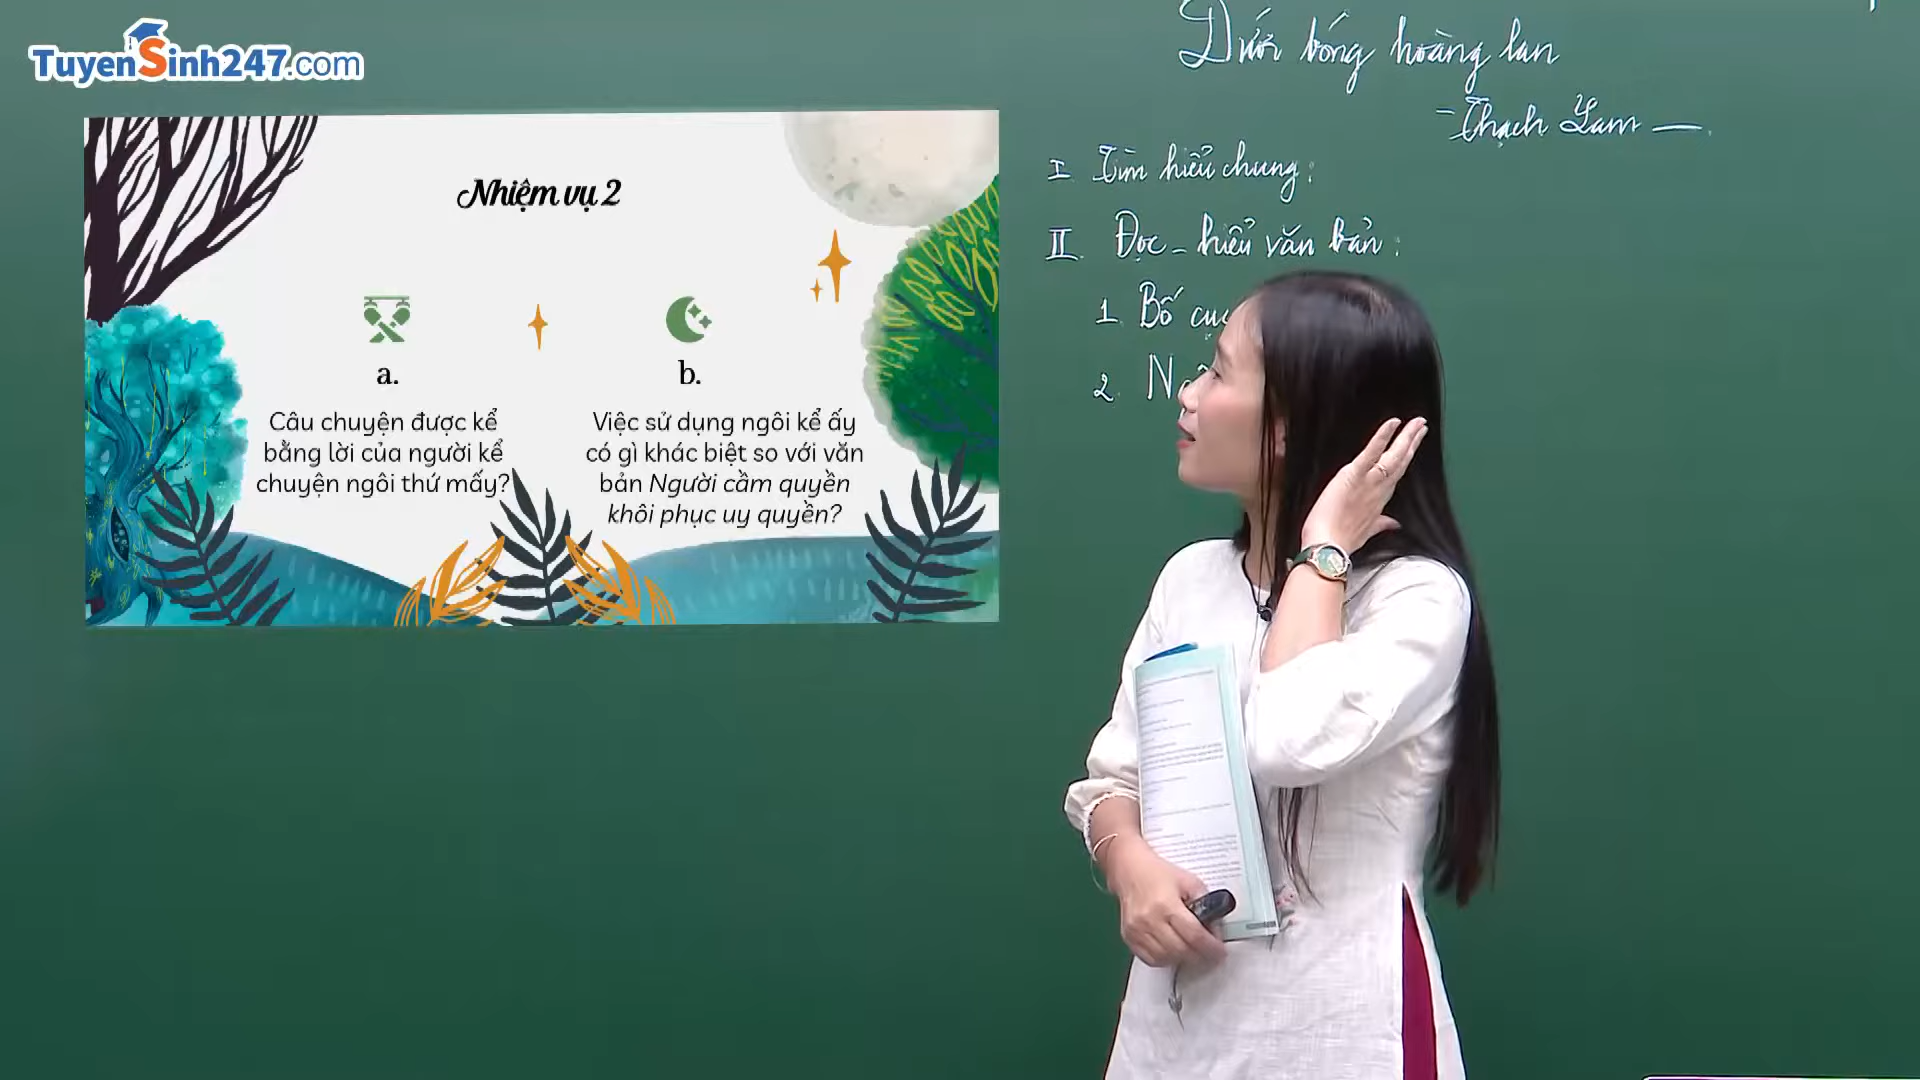 TuyenSinh247.com
Nhiệm vụ 2
a.
Câu chuyện được kể
bằng lời của người kể
chuyện ngôi thứ mấy?
b.
Việc sử dụng ngôi kể ấy
có gì khác biệt so với văn
bản Người cầm quyền
khôi phục uy quyền?
Dưới bóng hoàng lan
- Thạch Lam -
I. Tìm hiểu chung:
II. Đọc - hiểu văn bản:
1. Bố cục
2.